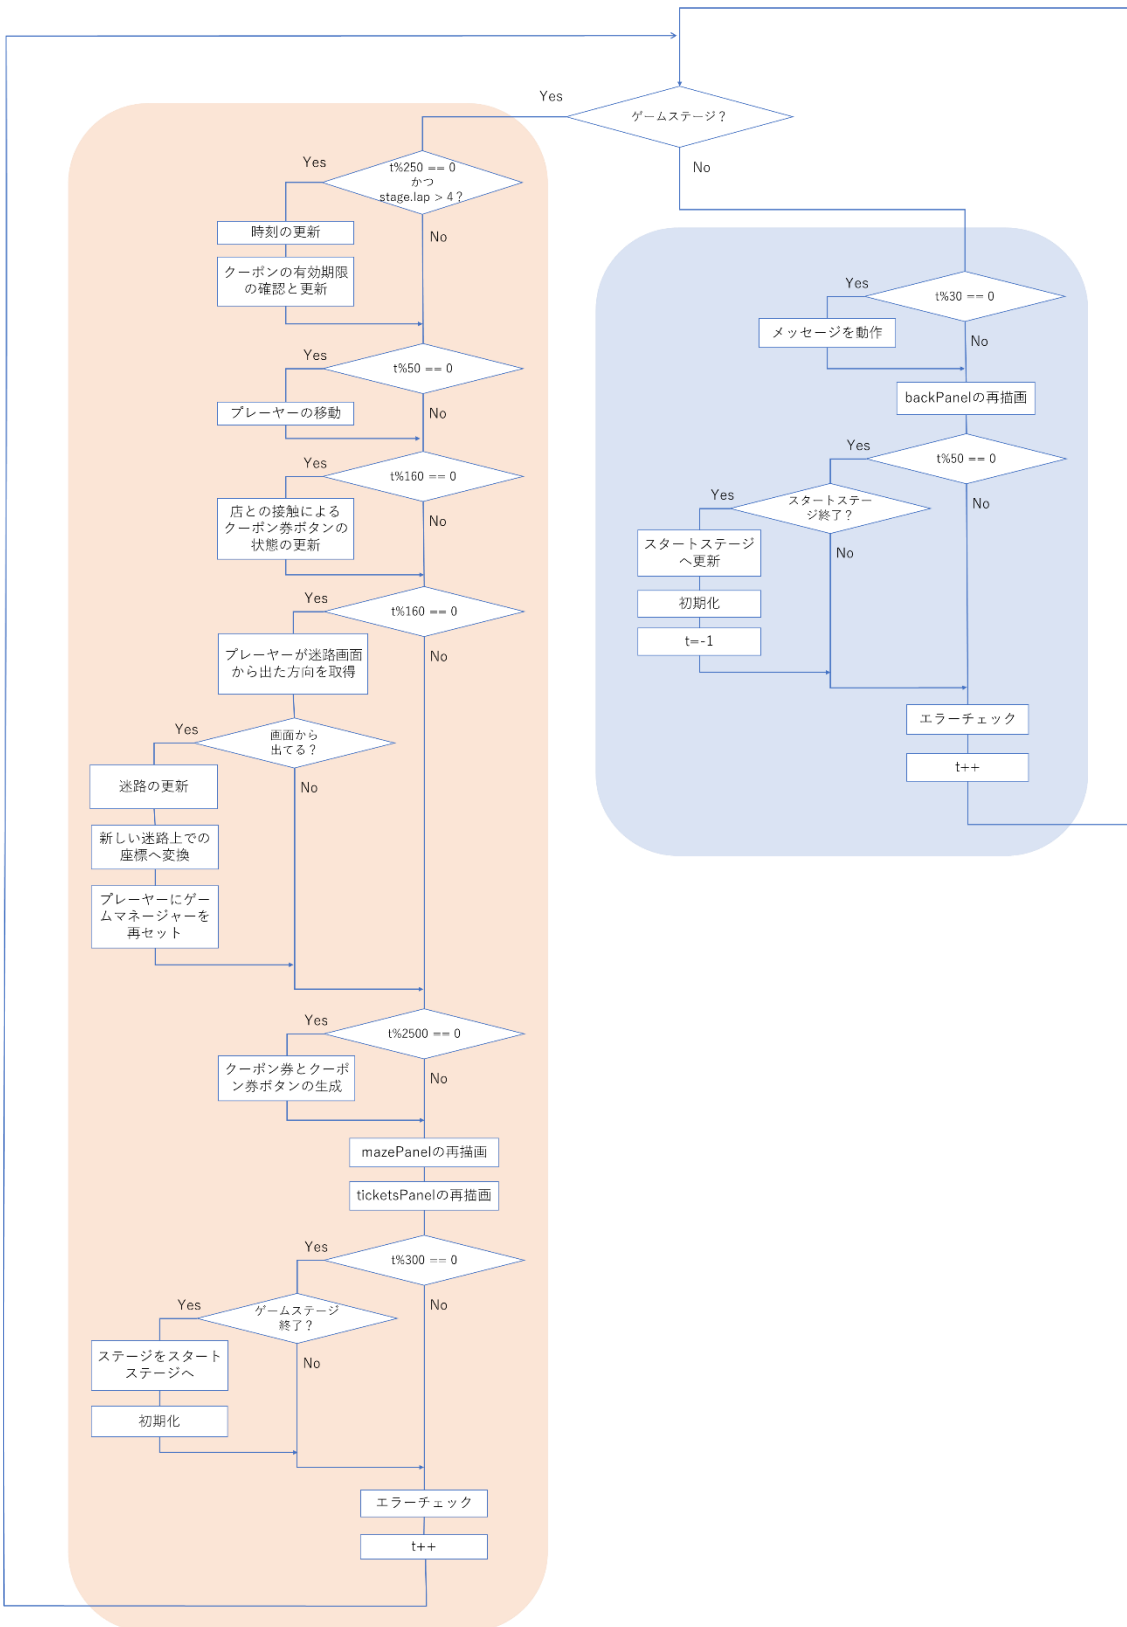 ゲームステージ？
Yes
No
t%250 == 0
かつ
stage.lap > 4？
Yes
No
時刻の更新
クーポンの有効期限
の確認と更新
t%50 == 0
Yes
No
プレーヤーの移動
t%160 == 0
Yes
No
店との接触による
クーポン券ボタンの
状態の更新
t%160 == 0
Yes
No
プレーヤーが迷路画面
から出た方向を取得
画面から
出てる？
Yes
No
迷路の更新
新しい迷路上での
座標へ変換
プレーヤーにゲー
ムマネージャーを
再セット
t%2500 == 0
Yes
No
クーポン券とクーポ
ン券ボタンの生成
mazePanelの再描画
ticketsPanelの再描画
t%300 == 0
Yes
No
ゲームステージ
終了？
Yes
No
ステージをスタート
ステージへ
初期化
エラーチェック
t++
t%30 == 0
Yes
No
メッセージを動作
backPanelの再描画
t%50 == 0
Yes
No
スタートステー
ジ終了？
Yes
No
スタートステージ
へ更新
初期化
t=-1
エラーチェック
t++